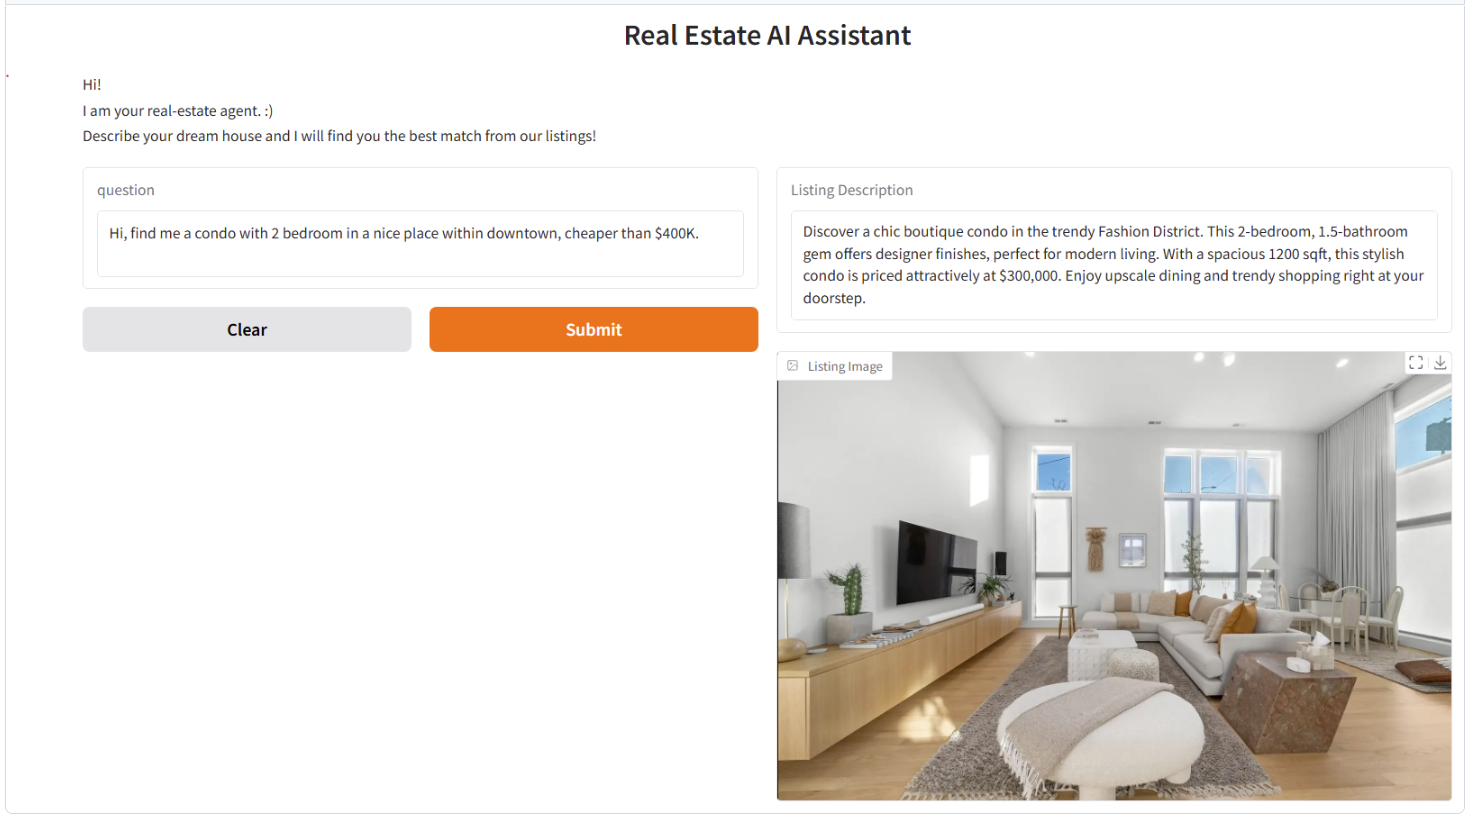 Real Estate AI Assistant
Hi!
I am your real-estate agent. :)
Describe your dream house and I will find you the best match from our listings!
question
Hi, find me a condo with 2 bedroom in a nice place within downtown, cheaper than $400K.
Clear
Submit
Listing Description
Discover a chic boutique condo in the trendy Fashion District. This 2-bedroom, 1.5-bathroom
gem offers designer finishes, perfect for modern living. With a spacious 1200 sqft, this stylish
condo is priced attractively at $300,000. Enjoy upscale dining and trendy shopping right at your
doorstep.
Listing Image